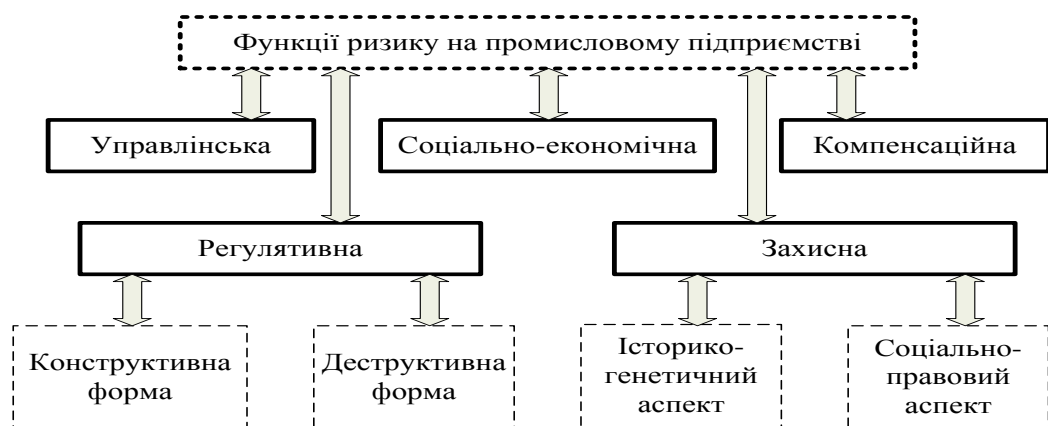 Функції ризику на промисловому підприємстві
Управлінська
Соціально-економічна
Компенсаційна
Регулятивна
Захисна
Конструктивна
форма
Деструктивна
форма
Історико-
генетичний
аспект
Соціально-
правовий
аспект